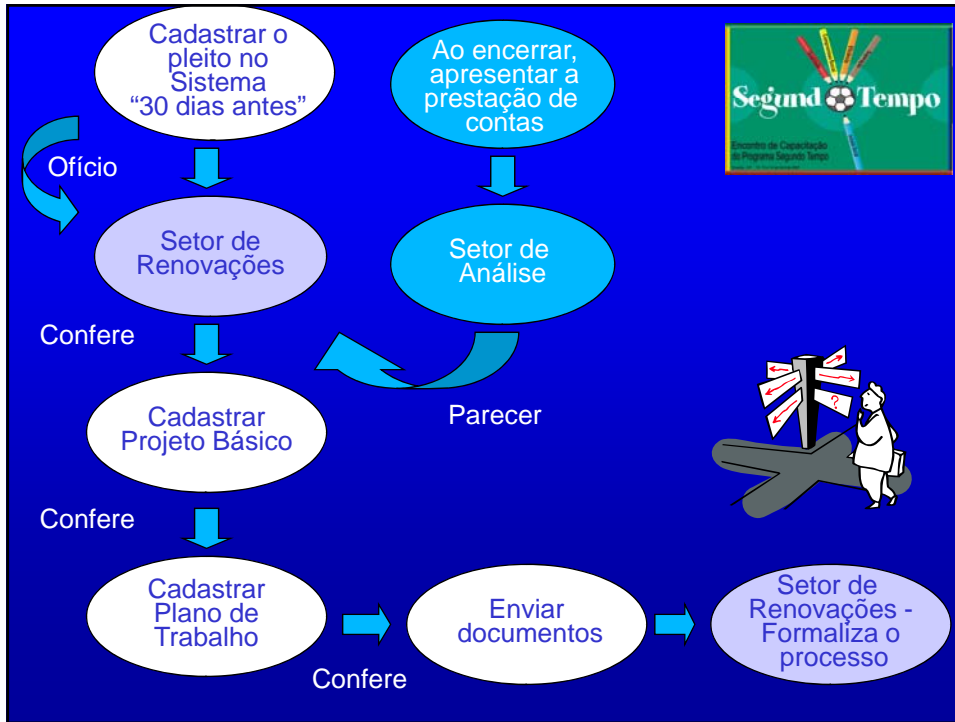 Cadastrar o
pleito no
Sistema
“30 dias antes”
Ao encerrar,
apresentar a
prestação de
contas
Segundo Tempo
Encontro de Capacitação
do Programa Segundo Tempo
Ofício
Setor de
Renovações
Setor de
Análise
Confere
Parecer
Cadastrar
Projeto Básico
?
Confere
Cadastrar
Plano de
Trabalho
Confere
Enviar
documentos
Setor de
Renovações -
Formaliza o
processo